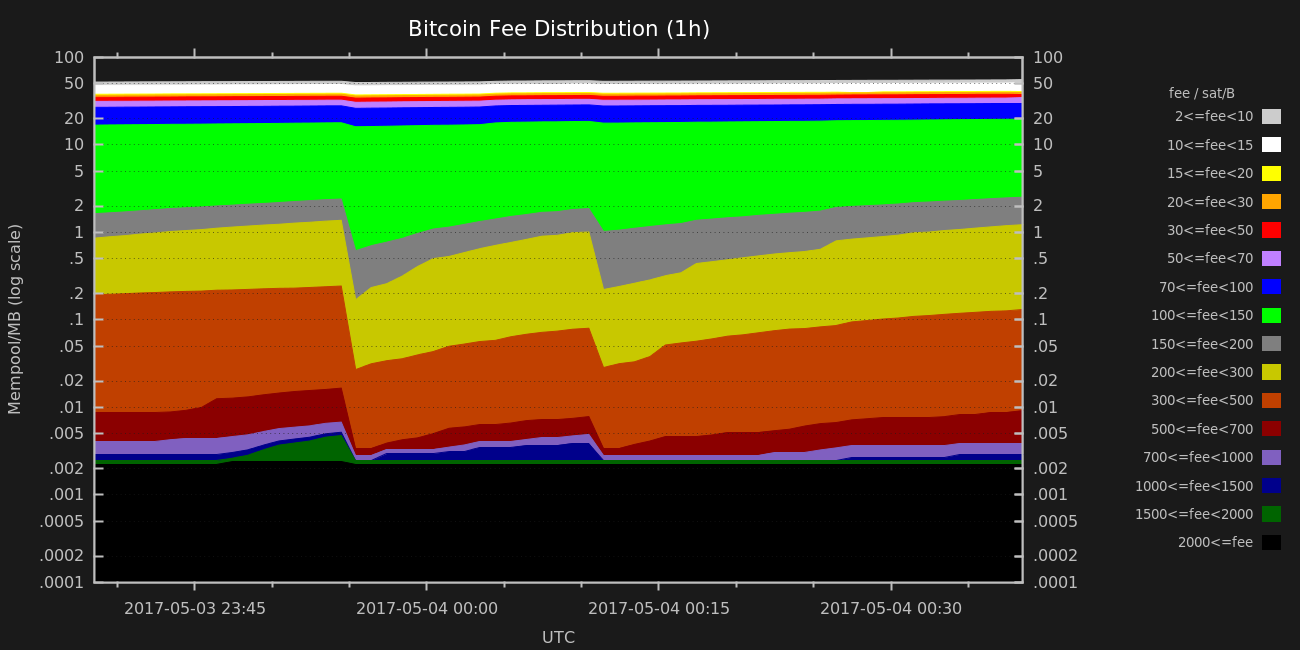 Bitcoin Fee Distribution (1h)
Mempool/MB (log scale)
100
50
20
10
5
2
1
.5
.2
.1
.05
.02
.01
.005
.002
.001
.0005
.0002
.0001
100
50
20
10
5
2
1
.5
.2
.1
.05
.02
.01
.005
.002
.001
.0005
.0002
.0001
2017-05-03 23:45
2017-05-04 00:00
2017-05-04 00:15
2017-05-04 00:30
UTC
fee / sat/B
2<=fee<10
10<=fee<15
15<=fee<20
20<=fee<30
30<=fee<50
50<=fee<70
70<=fee<100
100<=fee<150
150<=fee<200
200<=fee<300
300<=fee<500
500<=fee<700
700<=fee<1000
1000<=fee<1500
1500<=fee<2000
2000<=fee